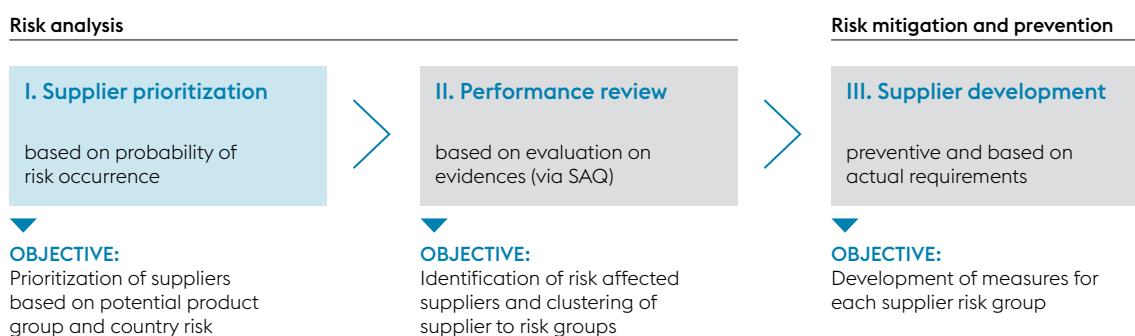 Risk analysis
Risk mitigation and prevention
I. Supplier prioritization
based on probability of
risk occurrence
II. Performance review
based on evaluation on
evidences (via SAQ)
III. Supplier development
preventive and based on
actual requirements
OBJECTIVE:
Prioritization of suppliers
based on potential product
group and country risk
OBJECTIVE:
Identification of risk affected
suppliers and clustering of
supplier to risk groups
OBJECTIVE:
Development of measures for
each supplier risk group